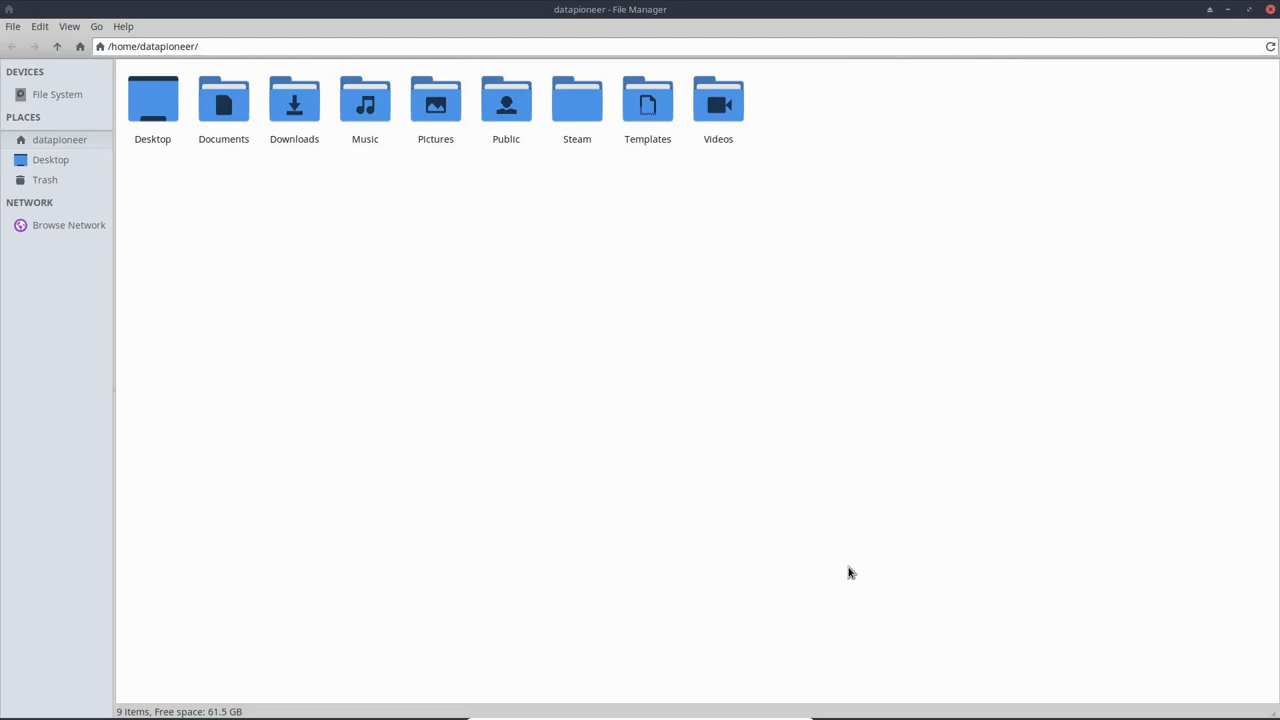 datapioneer - File Manager
File Edit View Go Help
/home/datapioneer/
DEVICES
File System
PLACES
datapioneer
Desktop
Trash
NETWORK
Browse Network
Desktop Documents Downloads Music Pictures Public Steam Templates Videos
9 items, Free space: 61.5 GB